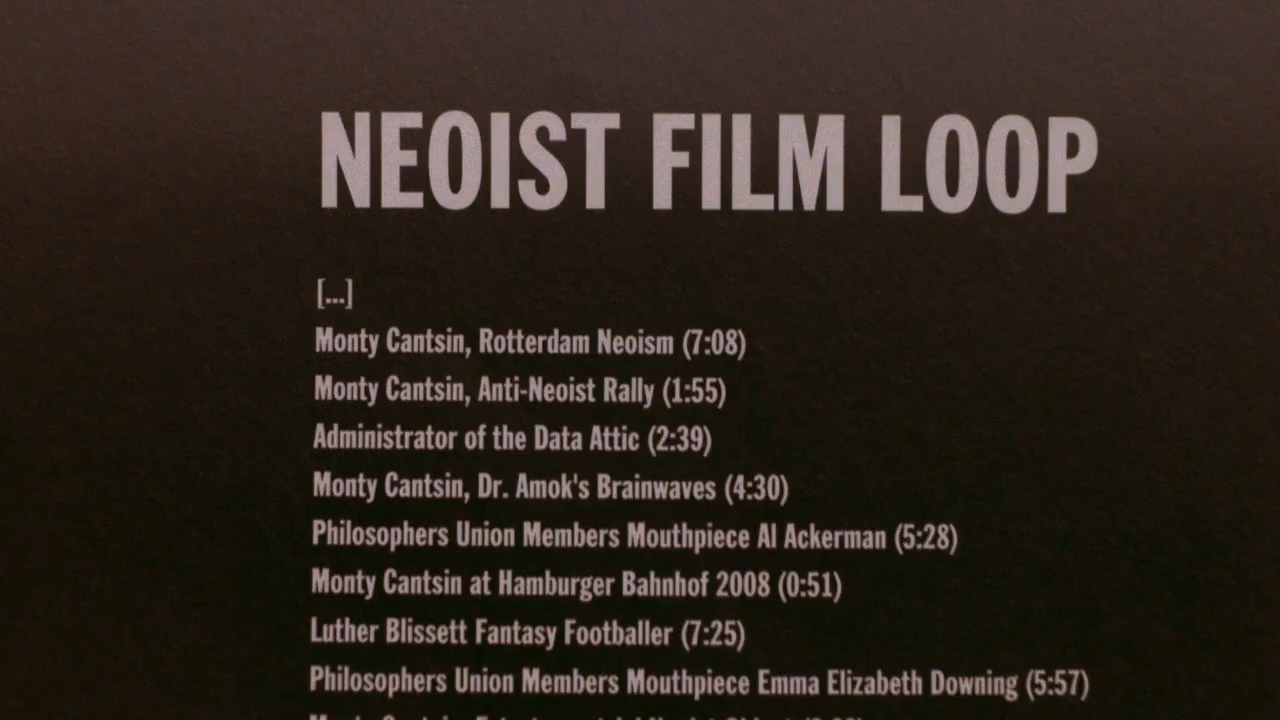 NEOIST FILM LOOP
[...]
Monty Cantsin, Rotterdam Neoism (7:08)
Monty Cantsin, Anti-Neoist Rally (1:55)
Administrator of the Data Attic (2:39)
Monty Cantsin, Dr. Amok's Brainwaves (4:30)
Philosophers Union Members Mouthpiece Al Ackerman (5:28)
Monty Cantsin at Hamburger Bahnhof 2008 (0:51)
Luther Blissett Fantasy Footballer (7:25)
Philosophers Union Members Mouthpiece Emma Elizabeth Downing (5:57)